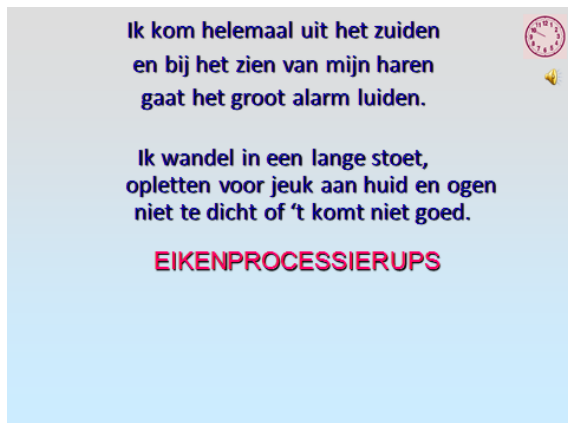 Ik kom helemaal uit het zuiden
en bij het zien van mijn haren
gaat het groot alarm luiden.
Ik wandel in een lange stoet,
opletten voor jeuk aan huid en ogen
niet te dicht of ‘t komt niet goed.
EIKENPROCESSIERUPS